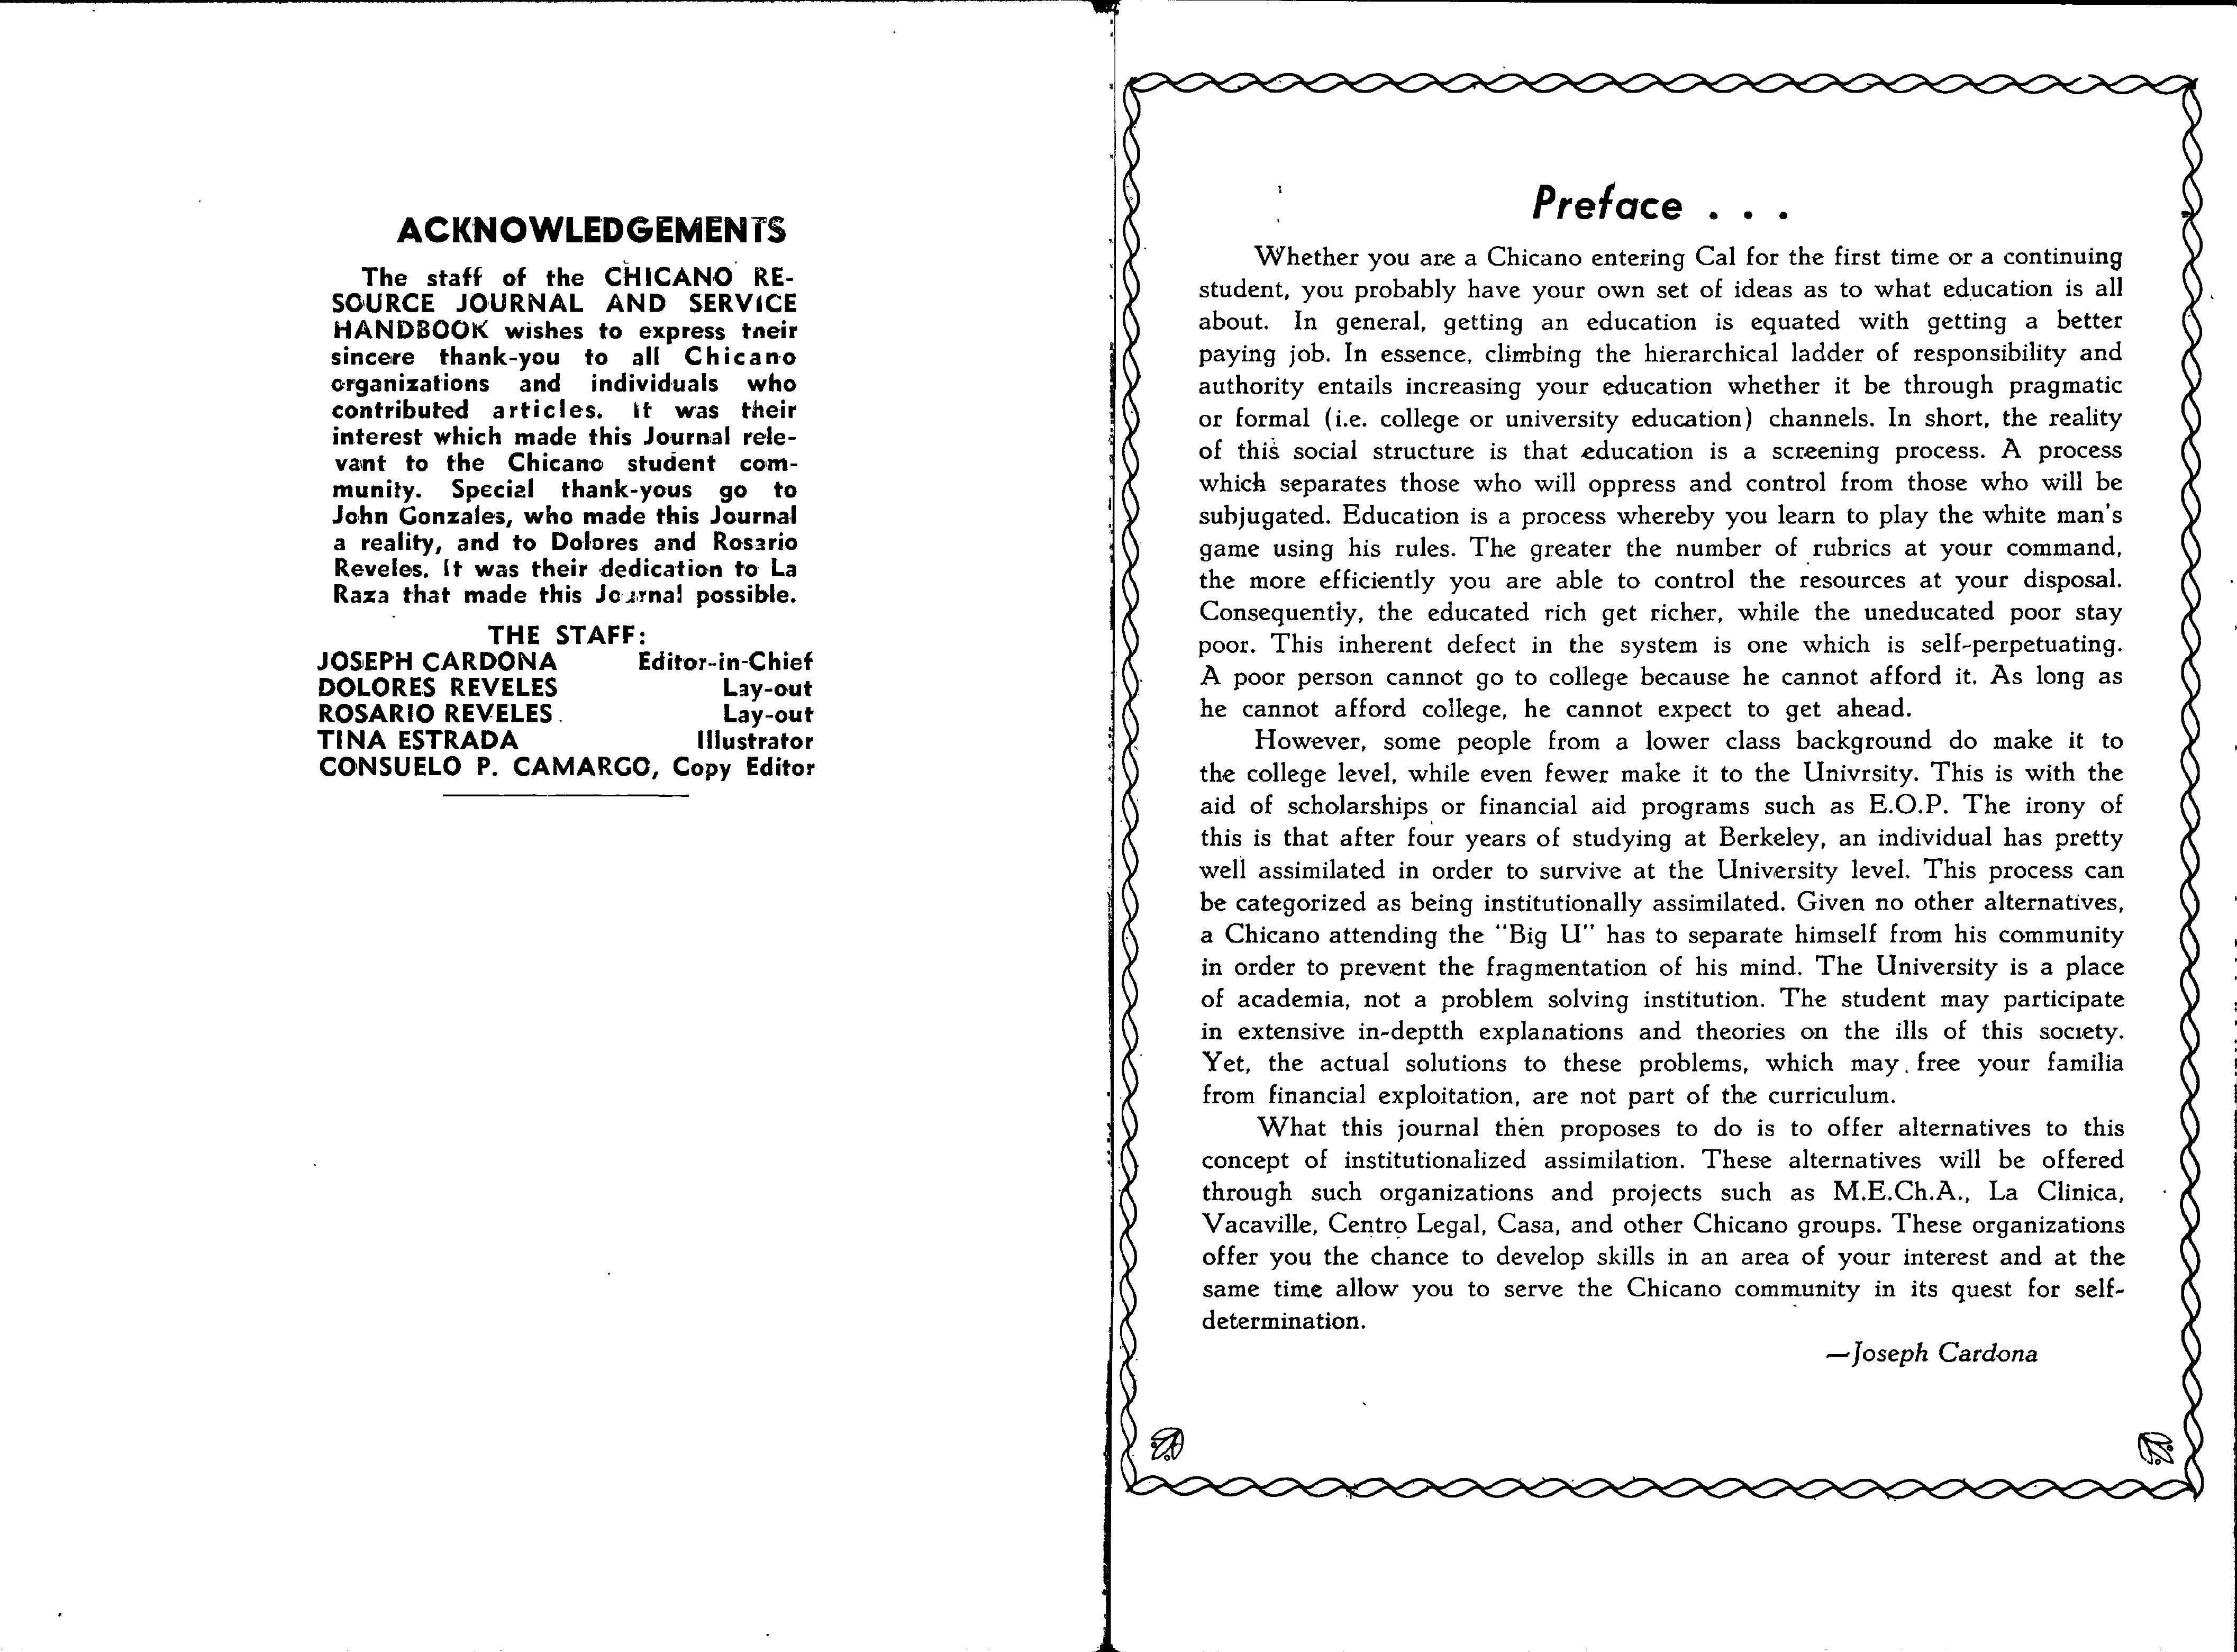 ACKNOWLEDGEMENTS
The staff of the CHICANO RE-
SOURCE JOURNAL AND SERVICE
HANDBOOK wishes to express their
sincere thank-you to all Chicano
organizations and individuals who
contributed articles. It was their
interest which made this Journal rele-
vant to the Chicano student com-
munity. Special thank-yous go to
John Gonzales, who made this Journal
a reality, and to Dolores and Rosario
Reveles. It was their dedication to La
Raza that made this Journal possible.
THE STAFF:
JOSEPH CARDONA Editor-in-Chief
DOLORES REVELES Lay-out
ROSARIO REVELES Lay-out
TINA ESTRADA Illustrator
CONSUELO P. CAMARGO, Copy Editor
Preface . . .
Whether you are a Chicano entering Cal for the first time or a continuing
student, you probably have your own set of ideas as to what education is all
about. In general, getting an education is equated with getting a better
paying job. In essence, climbing the hierarchical ladder of responsibility and
authority entails increasing your education whether it be through pragmatic
or formal (i.e. college or university education) channels. In short, the reality
of this social structure is that education is a screening process. A process
which separates those who will oppress and control from those who will be
subjugated. Education is a process whereby you learn to play the white man's
game using his rules. The greater the number of rubrics at your command,
the more efficiently you are able to control the resources at your disposal.
Consequently, the educated rich get richer, while the uneducated poor stay
poor. This inherent defect in the system is one which is self-perpetuating.
A poor person cannot go to college because he cannot afford it. As long as
he cannot afford college, he cannot expect to get ahead.
However, some people from a lower class background do make it to
the college level, while even fewer make it to the Univrsity. This is with the
aid of scholarships or financial aid programs such as E.O.P. The irony of
this is that after four years of studying at Berkeley, an individual has pretty
well assimilated in order to survive at the University level. This process can
be categorized as being institutionally assimilated. Given no other alternatives,
a Chicano attending the "Big U" has to separate himself from his community
in order to prevent the fragmentation of his mind. The University is a place
of academia, not a problem solving institution. The student may participate
in extensive in-deptth explanations and theories on the ills of this society.
Yet, the actual solutions to these problems, which may free your familia
from financial exploitation, are not part of the curriculum.
What this journal then proposes to do is to offer alternatives to this
concept of institutionalized assimilation. These alternatives will be offered
through such organizations and projects such as M.E.Ch.A., La Clinica,
Vacaville, Centro Legal, Casa, and other Chicano groups. These organizations
offer you the chance to develop skills in an area of your interest and at the
same time allow you to serve the Chicano community in its quest for self-
determination.
—Joseph Cardona